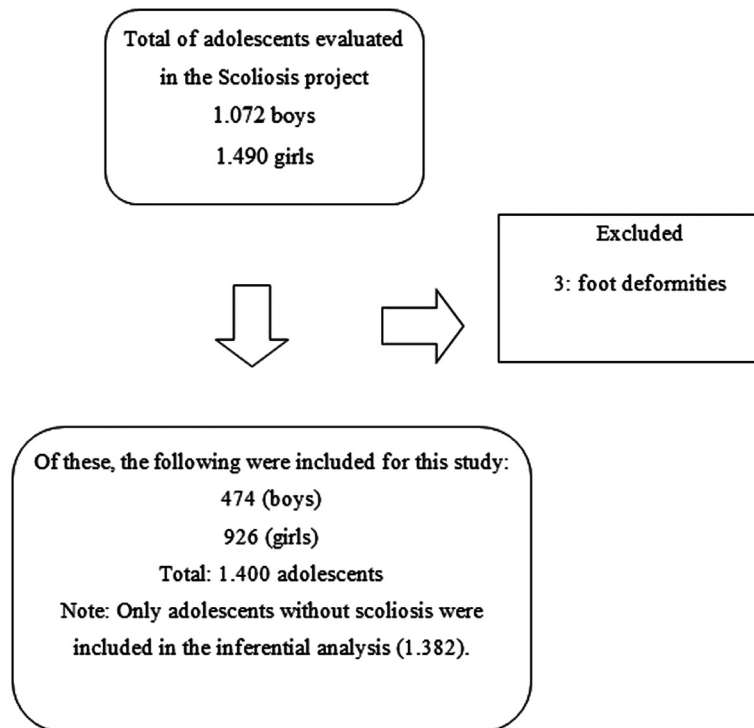 Total of adolescents evaluated
in the Scoliosis project
1.072 boys
1.490 girls
Excluded
3: foot deformities
Of these, the following were included for this study:
474 (boys)
926 (girls)
Total: 1.400 adolescents
Note: Only adolescents without scoliosis were
included in the inferential analysis (1.382).